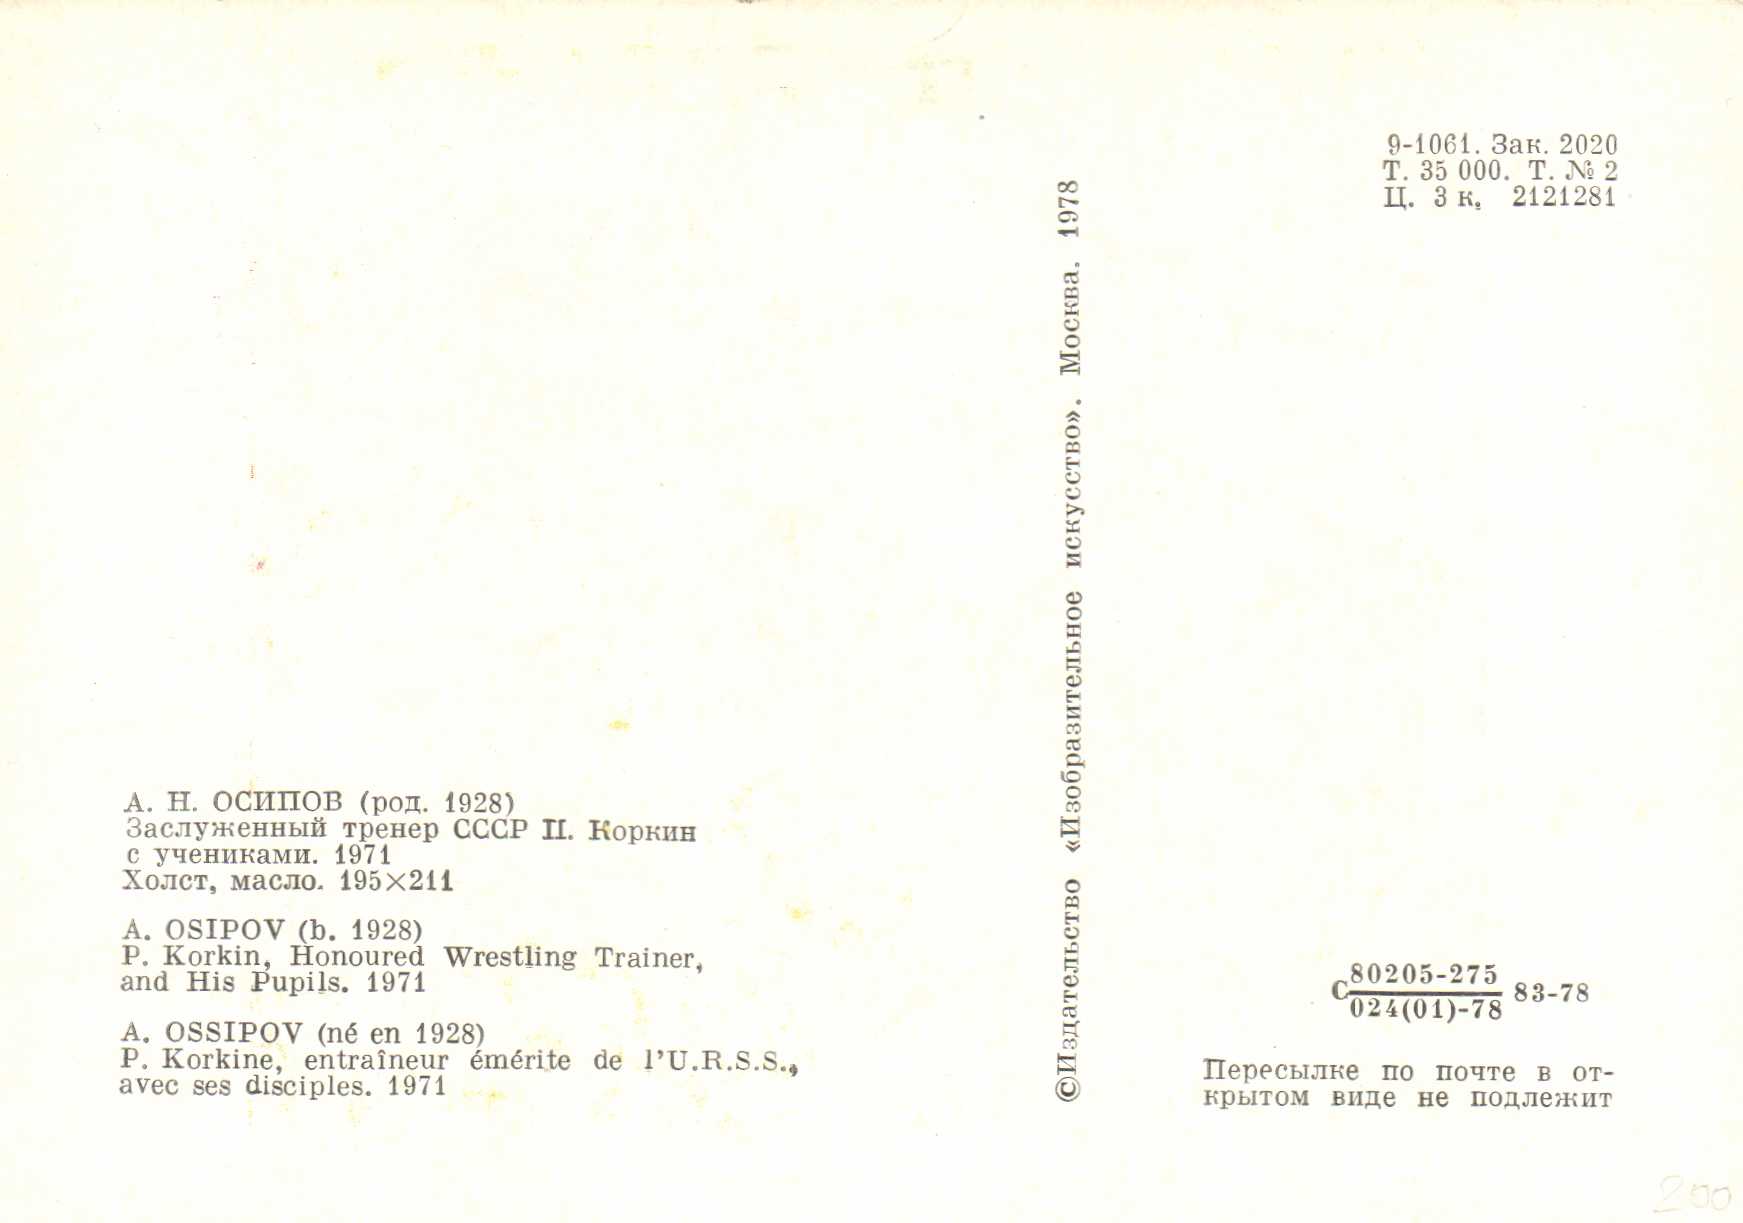 А. Н. ОСИПОВ (род. 1928)
Заслуженный тренер СССР П. Коркин
с учениками. 1971
Холст, масло. 195×211
A. OSIPOV (b. 1928)
P. Korkin, Honoured Wrestling Trainer,
and His Pupils. 1971
A. OSSIPOV (né en 1928)
P. Korkine, entraîneur émérite de l’U.R.S.S.,
avec ses disciples. 1971
©Издательство «Изобразительное искусство». Москва. 1978
9-1061. Зак. 2020
Т. 35 000. Т. № 2
Ц. 3 к. 2121281
С 80205-275 83-78
024(01)-78
Пересылке по почте в от-
крытом виде не подлежит
200